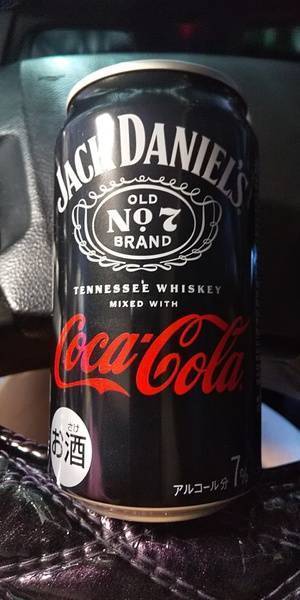 JACK DANIEL'S
OLD
No 7
BRAND
TENNESSEE WHISKEY
MIXED WITH
Coca-Cola
さけ
お酒
アルコール分 7%